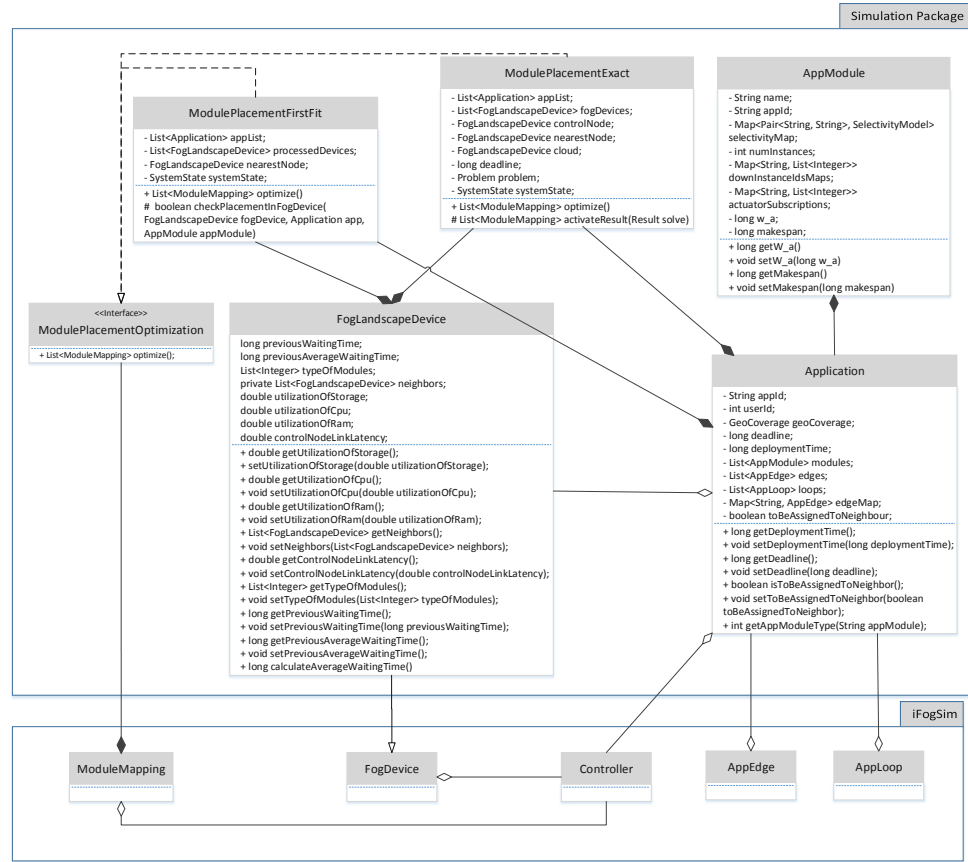 Simulation Package
ModulePlacementFirstFit
- List<Application> appList;
- List<FogLandscapeDevice> processedDevices;
- FogLandscapeDevice nearestNode;
- SystemState systemState;
+ List<ModuleMapping> optimize()
# boolean checkPlacementInFogDevice(
FogLandscapeDevice fogDevice, Application app,
AppModule appModule)
ModulePlacementExact
- List<Application> appList;
- List<FogLandscapeDevice> fogDevices;
- FogLandscapeDevice controlNode;
- FogLandscapeDevice nearestNode;
- FogLandscapeDevice cloud;
- long deadline;
- Problem problem;
- SystemState systemState;
+ List<ModuleMapping> optimize()
# List<ModuleMapping> activateResult(Result solve)
AppModule
- String name;
- String appId;
- Map<Pair<String, String>, SelectivityModel>
selectivityMap;
- int numInstances;
- Map<String, List<Integer>>
downInstanceIdsMaps;
- Map<String, List<Integer>>
actuatorSubscriptions;
- long w_a;
- long makespan;
+ long getW_a()
+ void setW_a(long w_a)
+ long getMakespan()
+ void setMakespan(long makespan)
<<Interface>>
ModulePlacementOptimization
+ List<ModuleMapping> optimize();
FogLandscapeDevice
long previousWaitingTime;
long previousAverageWaitingTime;
List<Integer> typeOfModules;
private List<FogLandscapeDevice> neighbors;
double utilizationOfStorage;
double utilizationOfCpu;
double utilizationOfRam;
double controlNodeLinkLatency;
+ double getUtilizationOfStorage();
+ setUtilizationOfStorage(double utilizationOfStorage);
+ double getUtilizationOfCpu();
+ void setUtilizationOfCpu(double utilizationOfCpu);
+ double getUtilizationOfRam();
+ void setUtilizationOfRam(double utilizationOfRam);
+ List<FogLandscapeDevice> getNeighbors();
+ void setNeighbors(List<FogLandscapeDevice> neighbors);
+ double getControlNodeLinkLatency();
+ void setControlNodeLinkLatency(double controlNodeLinkLatency);
+ List<Integer> getTypeOfModules();
+ void setTypeOfModules(List<Integer> typeOfModules);
+ long getPreviousWaitingTime();
+ void setPreviousWaitingTime(long previousWaitingTime);
+ long getPreviousAverageWaitingTime();
+ void setPreviousAverageWaitingTime();
+ long calculateAverageWaitingTime()
Application
- String appId;
- int userId;
- GeoCoverage geoCoverage;
- long deadline;
- long deploymentTime;
- List<AppModule> modules;
- List<AppEdge> edges;
- List<AppLoop> loops;
- Map<String, AppEdge> edgeMap;
- boolean toBeAssignedToNeighbour;
+ long getDeploymentTime();
+ void setDeploymentTime(long deploymentTime);
+ long getDeadline();
+ void setDeadline(long deadline);
+ boolean isToBeAssignedToNeighbor();
+ void setToBeAssignedToNeighbor(boolean
toBeAssignedToNeighbor);
+ int getAppModuleType(String appModule);
iFogSim
ModuleMapping
FogDevice
Controller
AppEdge
AppLoop